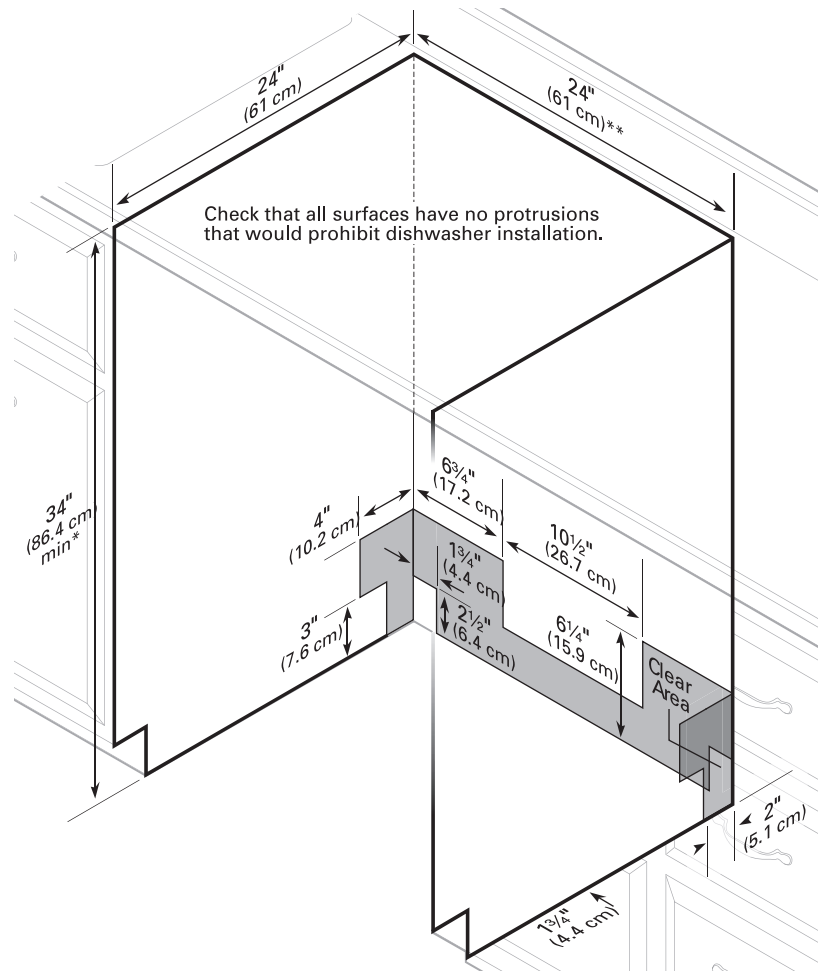 24"
(61 cm)
24"
(61 cm)**
Check that all surfaces have no protrusions
that would prohibit dishwasher installation.
34"
(86.4 cm)
min*
4"
(10.2 cm)
6¾"
(17.2 cm)
10½"
(26.7 cm)
1¾"
(4.4 cm)
3"
(7.6 cm)
2½"
(6.4 cm)
6¼"
(15.9 cm)
Clear
Area
2"
(5.1 cm)
1¾"
(4.4 cm)